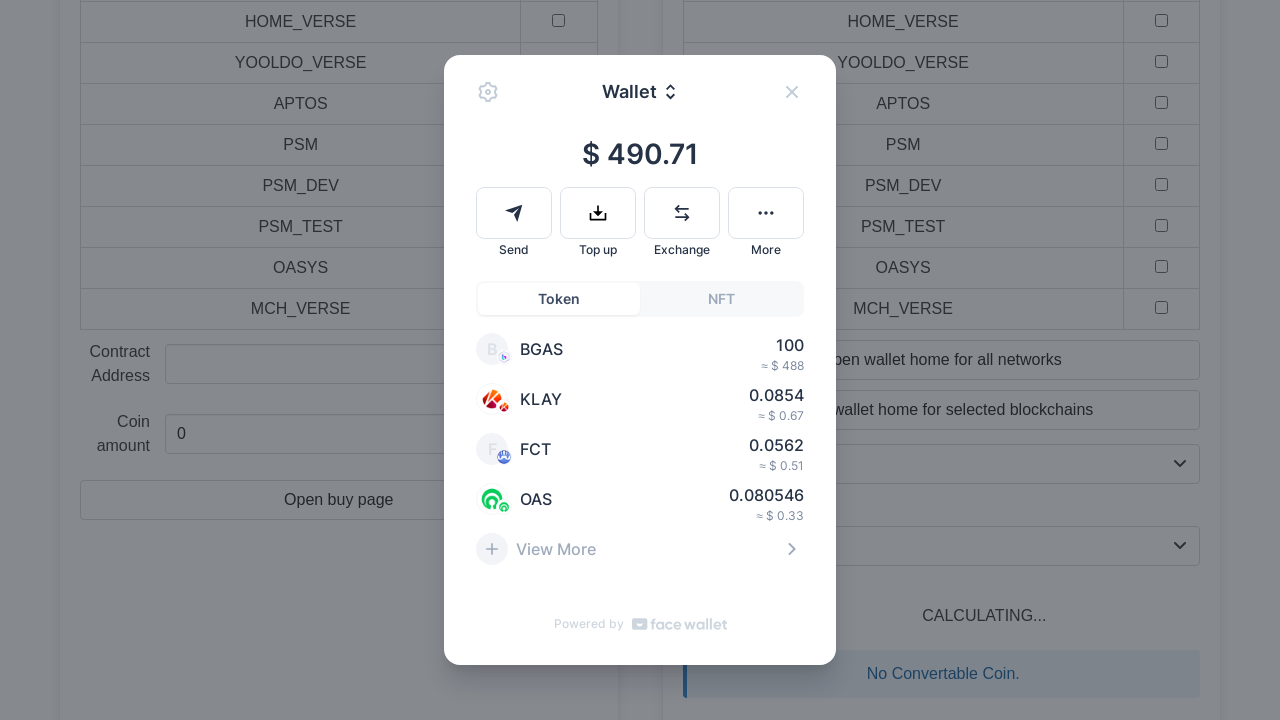 HOME_VERSE
YOOLDO_VERSE
APTOS
PSM
PSM_DEV
PSM_TEST
OASYS
MCH_VERSE
Contract
Address
Coin
amount
0
Open buy page
Wallet
$ 490.71
Send
Top up
Exchange
More
Token
NFT
B
BGAS
100
≈ $ 488
KLAY
0.0854
≈ $ 0.67
F
FCT
0.0562
≈ $ 0.51
OAS
0.080546
≈ $ 0.33
View More
Powered by face wallet
HOME_VERSE
YOOLDO_VERSE
APTOS
PSM
PSM_DEV
PSM_TEST
OASYS
MCH_VERSE
wallet home for all networks
wallet home for selected blockchains
CALCULATING...
No Convertable Coin.